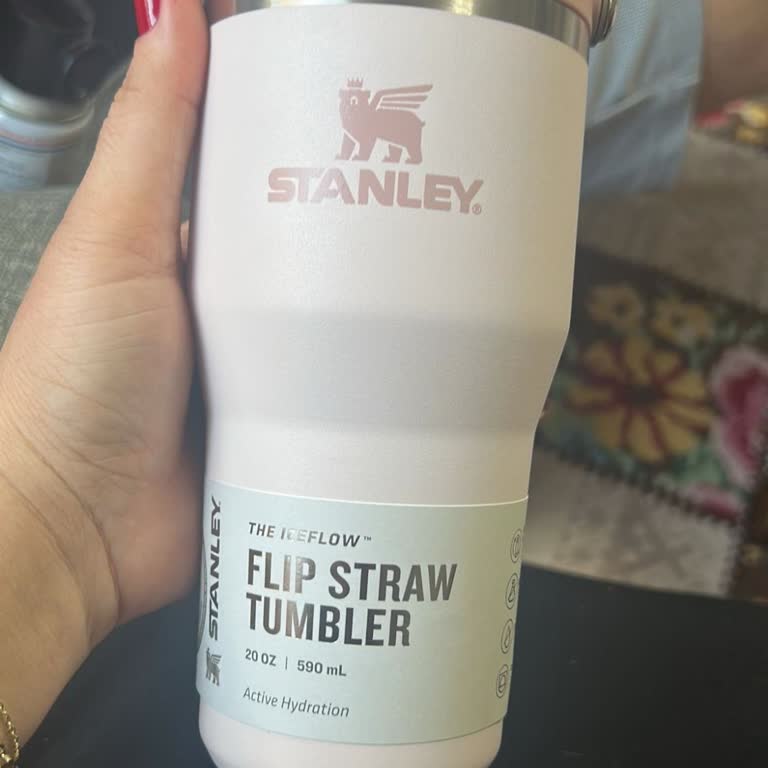 STANLEY®
THE ICEFLOW™
FLIP STRAW
TUMBLER
20 OZ | 590 mL
Active Hydration
STANLEY